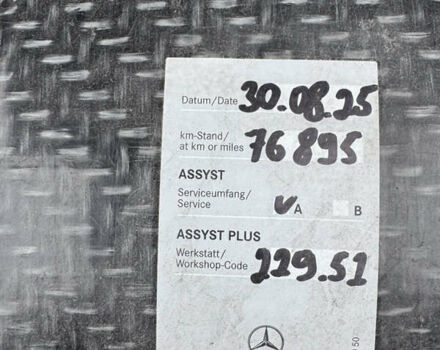 Datum/Date 30.08.25
km-Stand/
at km or miles 76895
ASSYST
Serviceumfang/
Service V A B
ASSYST PLUS
Werkstatt/
Workshop-Code 229.51